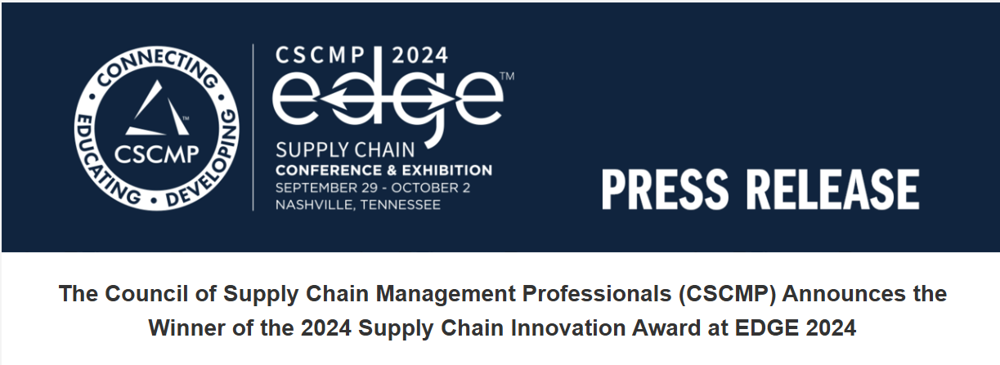 CONNECTING • DEVELOPING • EDUCATING •
™
CSCMP
CSCMP 2024
edge™
SUPPLY CHAIN
CONFERENCE & EXHIBITION
SEPTEMBER 29 - OCTOBER 2
NASHVILLE, TENNESSEE
PRESS RELEASE
The Council of Supply Chain Management Professionals (CSCMP) Announces the
Winner of the 2024 Supply Chain Innovation Award at EDGE 2024